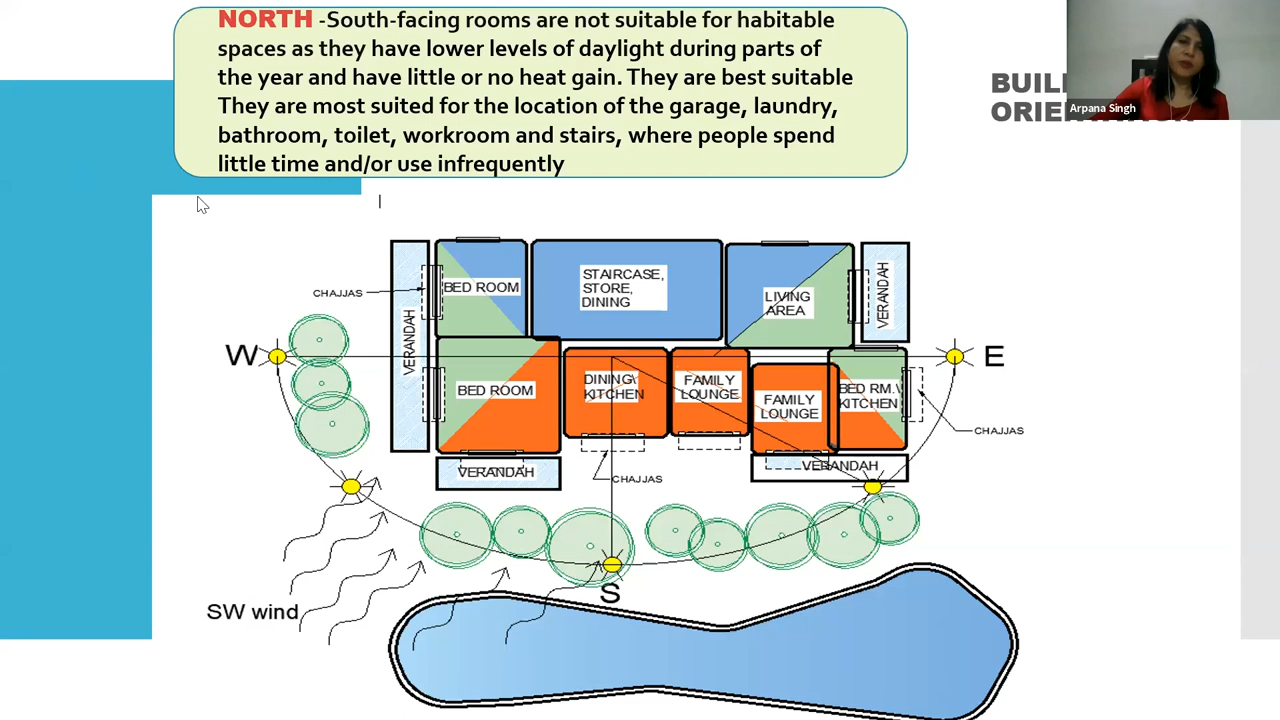 NORTH -South-facing rooms are not suitable for habitable
spaces as they have lower levels of daylight during parts of
the year and have little or no heat gain. They are best suitable
They are most suited for the location of the garage, laundry,
bathroom, toilet, workroom and stairs, where people spend
little time and/or use infrequently
Arpana Singh
CHAJJAS
VERANDAH
BED ROOM
STAIRCASE,
STORE,
DINING
LIVING
AREA
VERANDAH
W
E
BED ROOM
DINING\
KITCHEN
FAMILY
LOUNGE
FAMILY
LOUNGE
BED RM.\
KITCHEN
CHAJJAS
VERANDAH
CHAJJAS
VERANDAH
S
SW wind